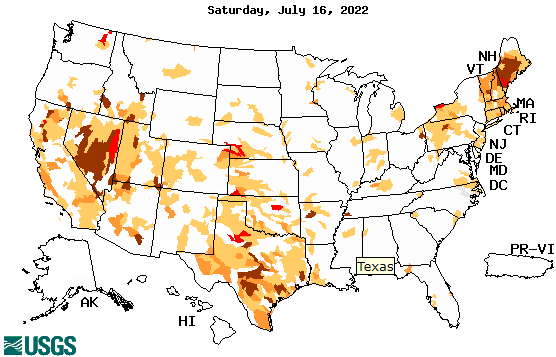 Saturday, July 16, 2022
NH
VT
MA
RI
CT
NJ
DE
MD
DC
PR-VI
Texas
AK
HI
USGS